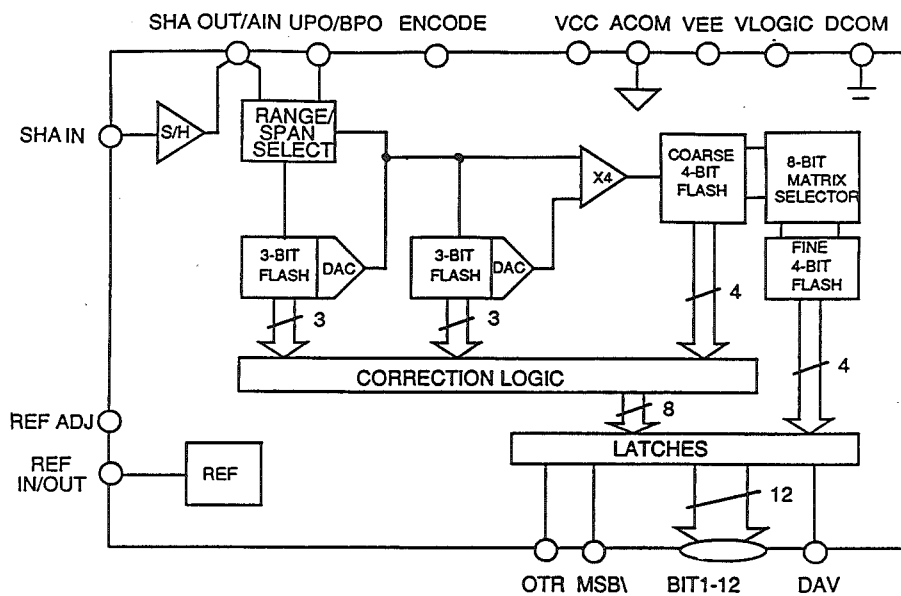 SHA OUT/AIN UPO/BPO ENCODE VCC ACOM VEE VLOGIC DCOM
SHA IN
S/H
RANGE/
SPAN
SELECT
X4
COARSE
4-BIT
FLASH
8-BIT
MATRIX
SELECTOR
3-BIT
FLASH
DAC
3-BIT
FLASH
DAC
FINE
4-BIT
FLASH
3
3
4
4
CORRECTION LOGIC
8
REF ADJ
REF
IN/OUT
REF
LATCHES
12
OTR MSB\ BIT1-12 DAV